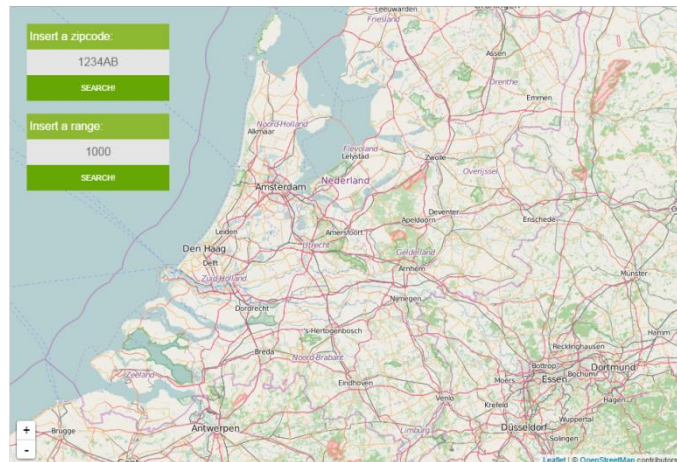 Insert a zipcode:
1234AB
SEARCH!
Insert a range:
1000
SEARCH!
Leeuwarden
Friesland
Assen
Drenthe
Emmen
Noord-Holland
Alkmaar
Flevoland
Lelystad
Zwolle
Overijssel
Nederland
Amsterdam
Deventer
Apeldoorn
Enschede
Leiden
Amersfoort
Utrecht
Den Haag
Gelderland
Delft
Arnhem
Zuid-Holland
Münster
Nijmegen
Dordrecht
's-Hertogenbosch
Hamm
Recklinghausen
Breda
Noord-Brabant
Bottrop
Dortmund
Bochum
Zeeland
Eindhoven
Moers
Essen
Hagen
Venlo
Krefeld
Wuppertal
+
Brugge
Antwerpen
Limburg
Düsseldorf
Solingen
-
Gent
Leaflet | © OpenStreetMap contributors